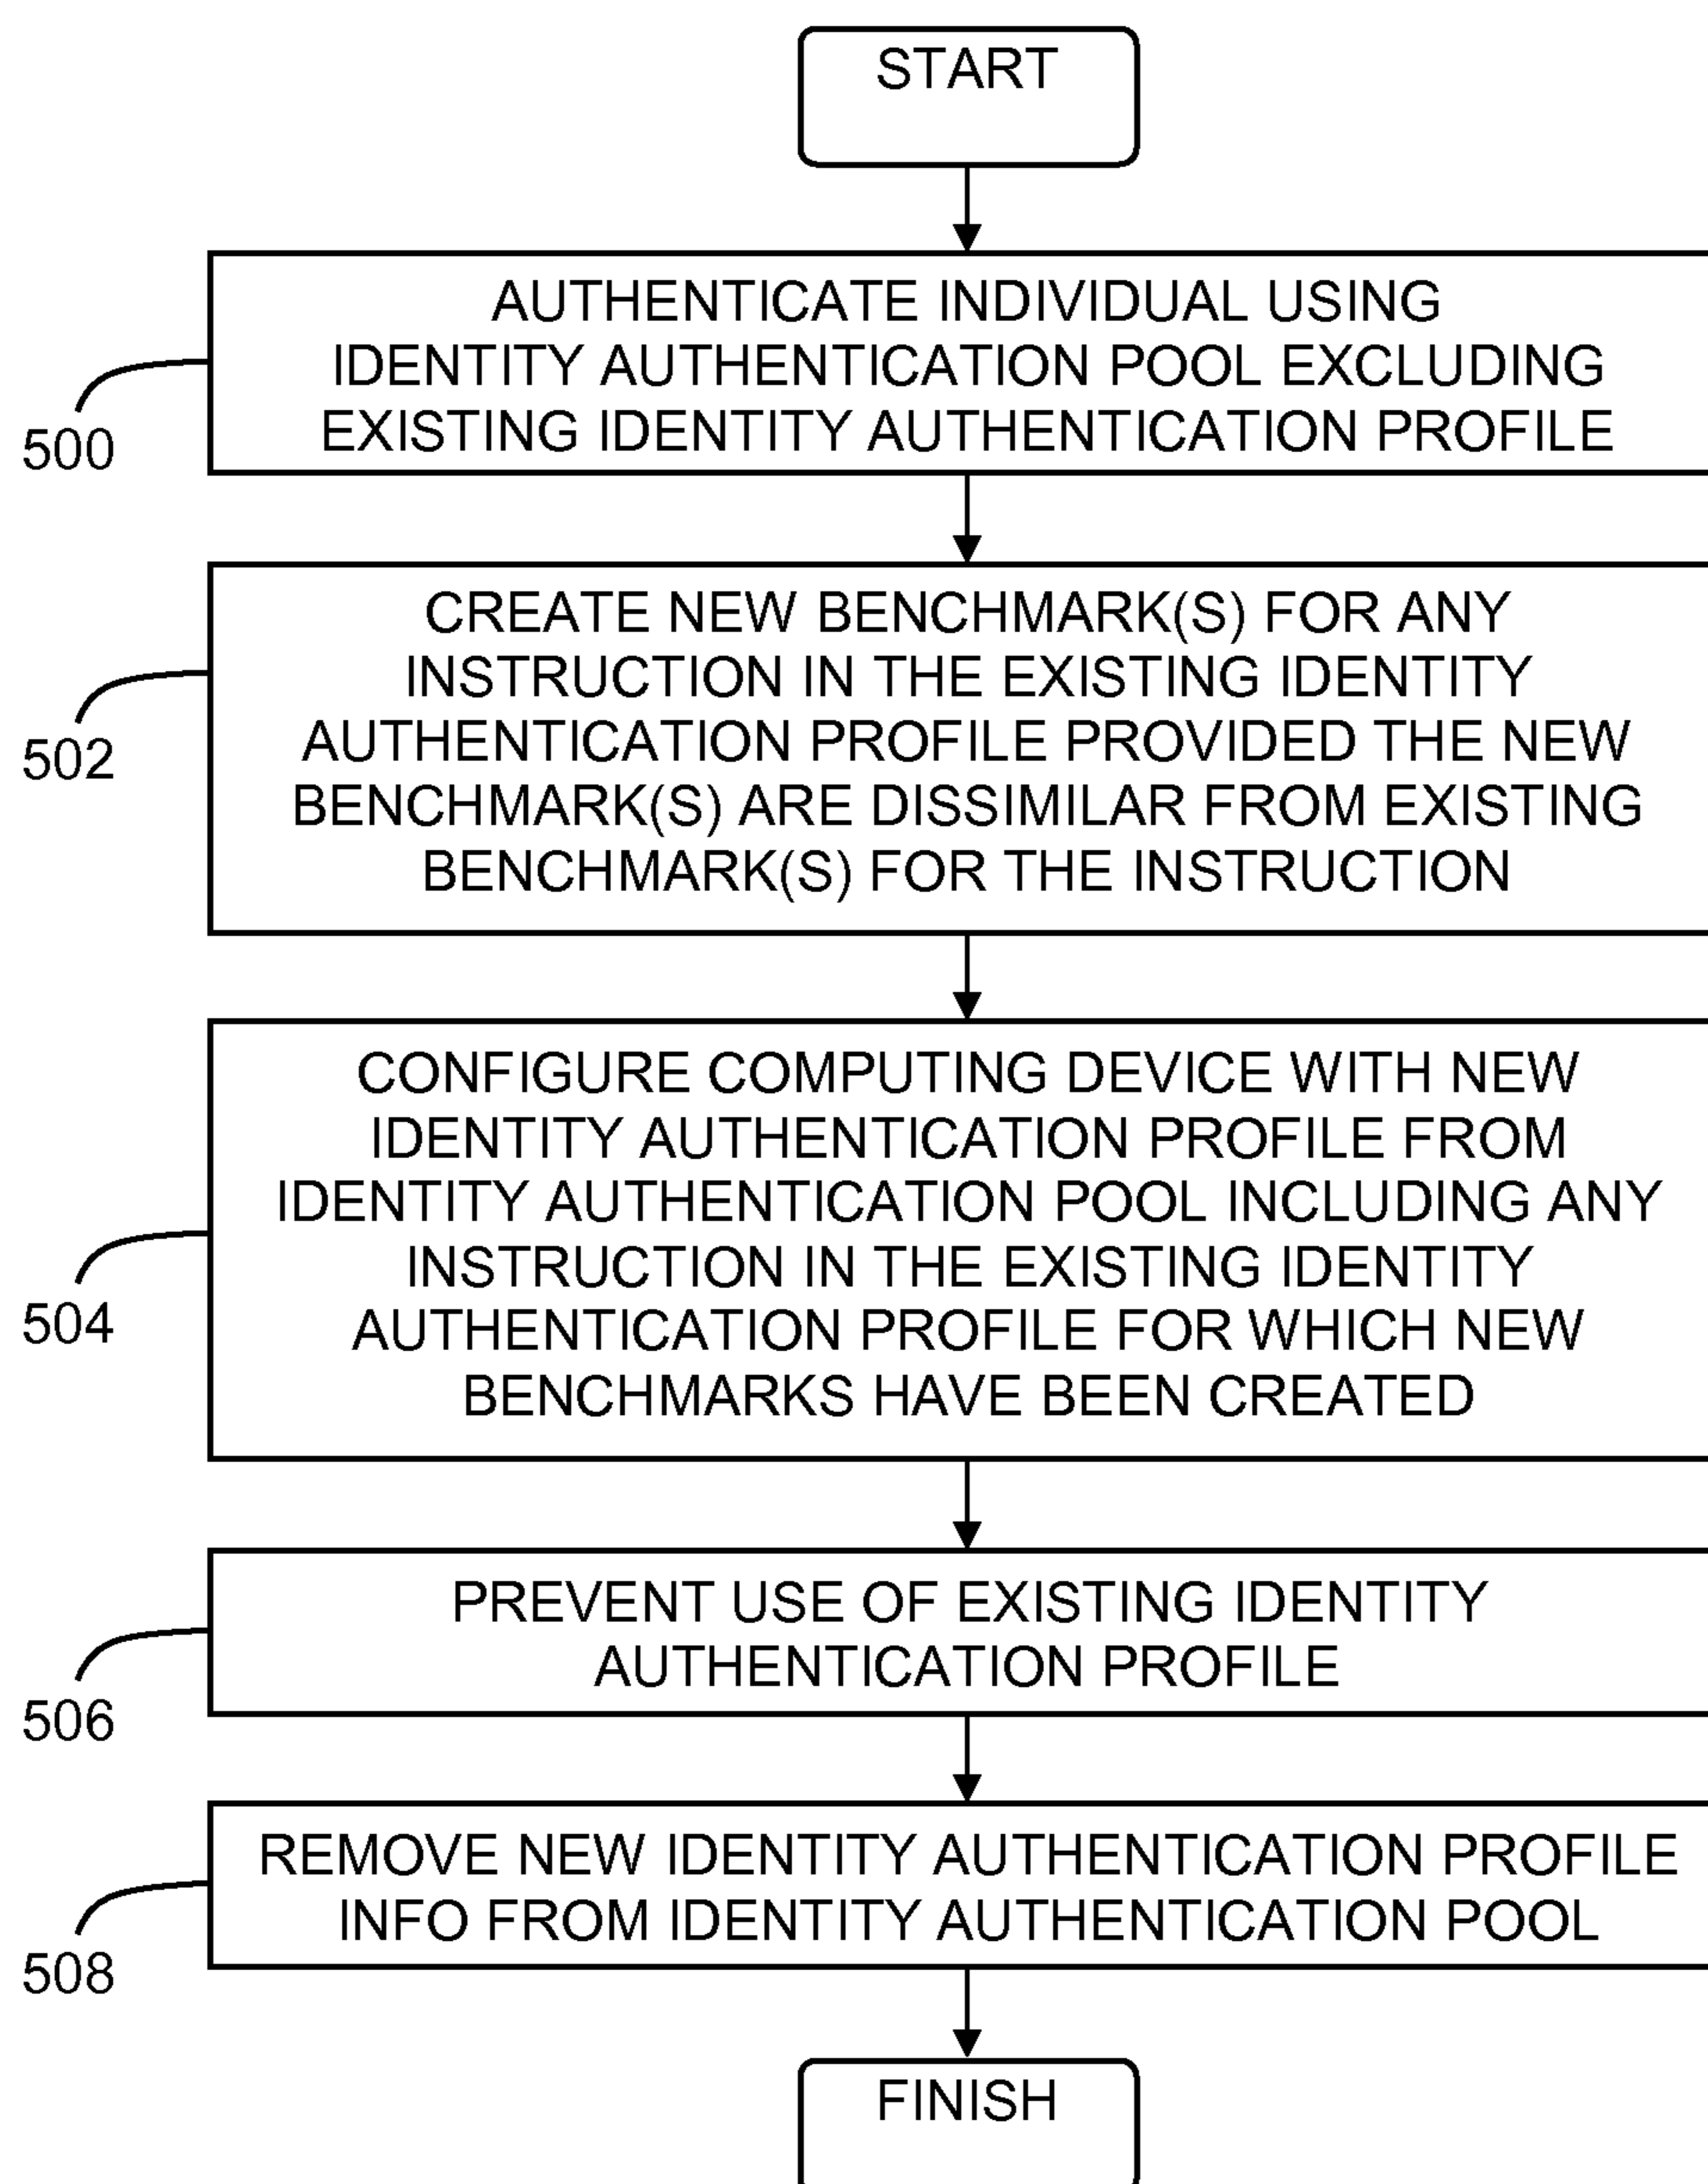 START
AUTHENTICATE INDIVIDUAL USING
IDENTITY AUTHENTICATION POOL EXCLUDING
EXISTING IDENTITY AUTHENTICATION PROFILE
500
CREATE NEW BENCHMARK(S) FOR ANY
INSTRUCTION IN THE EXISTING IDENTITY
AUTHENTICATION PROFILE PROVIDED THE NEW
BENCHMARK(S) ARE DISSIMILAR FROM EXISTING
BENCHMARK(S) FOR THE INSTRUCTION
502
CONFIGURE COMPUTING DEVICE WITH NEW
IDENTITY AUTHENTICATION PROFILE FROM
IDENTITY AUTHENTICATION POOL INCLUDING ANY
INSTRUCTION IN THE EXISTING IDENTITY
AUTHENTICATION PROFILE FOR WHICH NEW
BENCHMARKS HAVE BEEN CREATED
504
PREVENT USE OF EXISTING IDENTITY
AUTHENTICATION PROFILE
506
REMOVE NEW IDENTITY AUTHENTICATION PROFILE
INFO FROM IDENTITY AUTHENTICATION POOL
508
FINISH